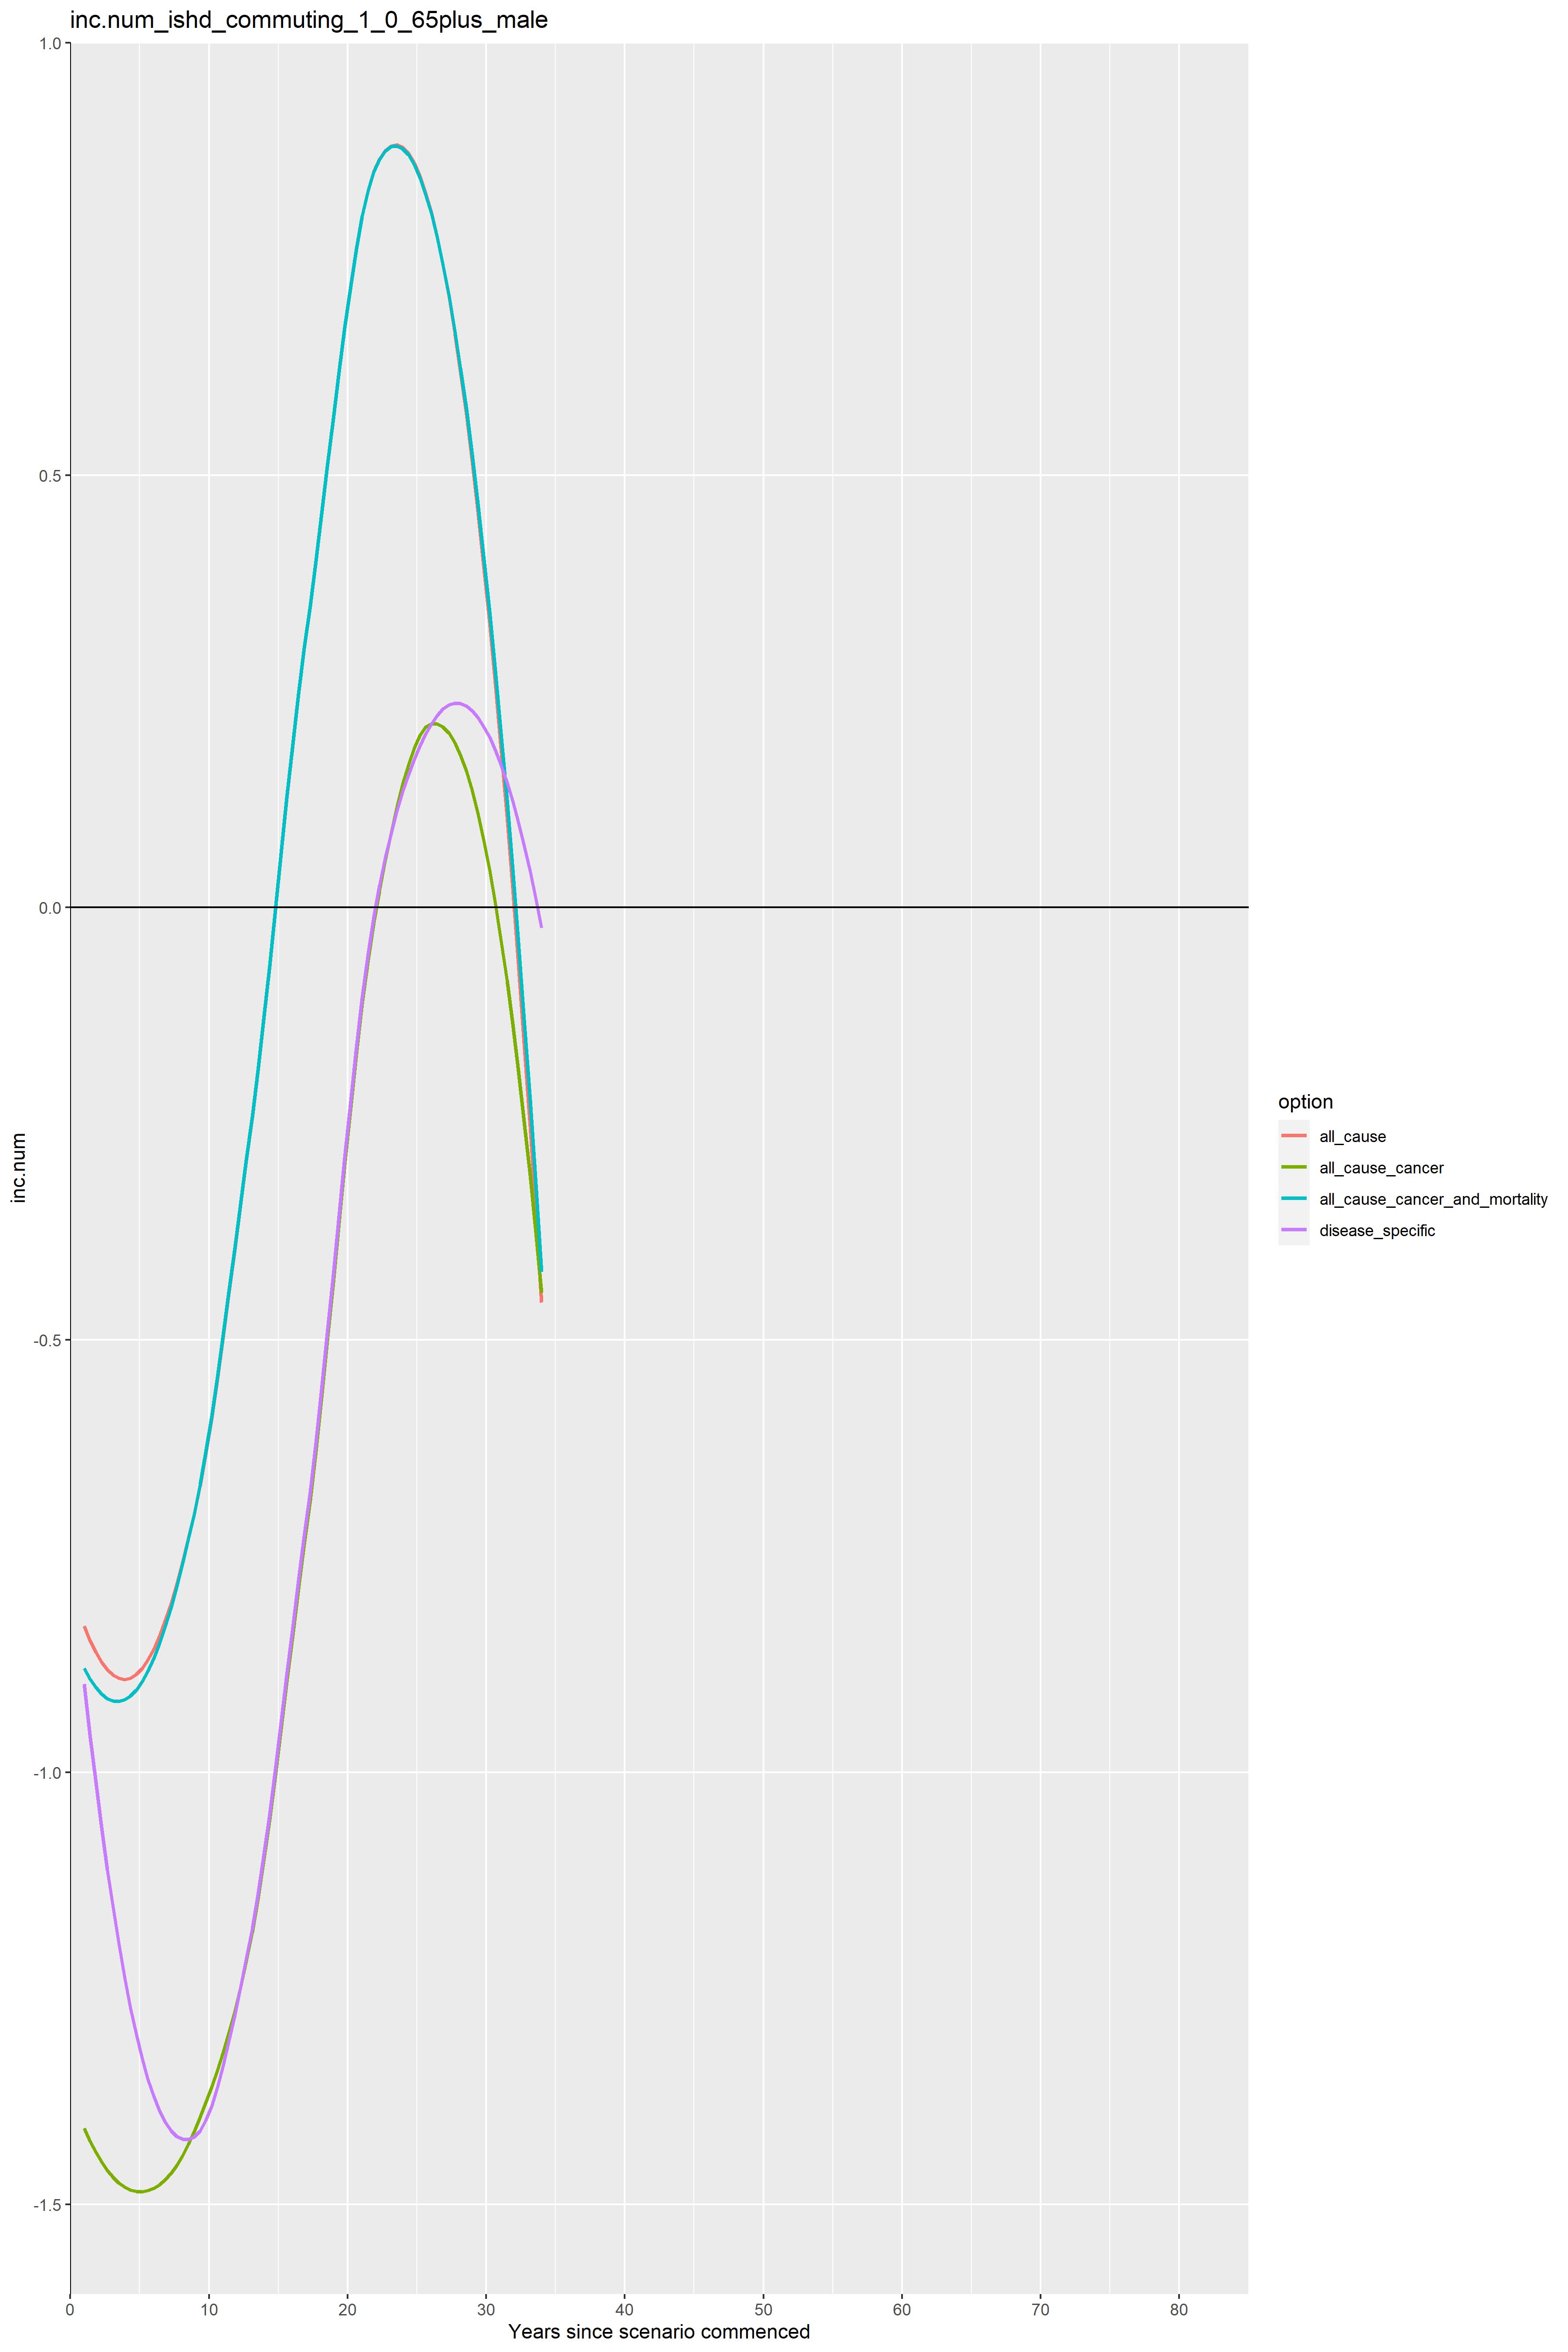 inc.num_ishd_commuting_1_0_65plus_male
1.0
0.5
0.0
-0.5
-1.0
-1.5
inc.num
0 10 20 30 40 50 60 70 80
Years since scenario commenced
option
all_cause
all_cause_cancer
all_cause_cancer_and_mortality
disease_specific